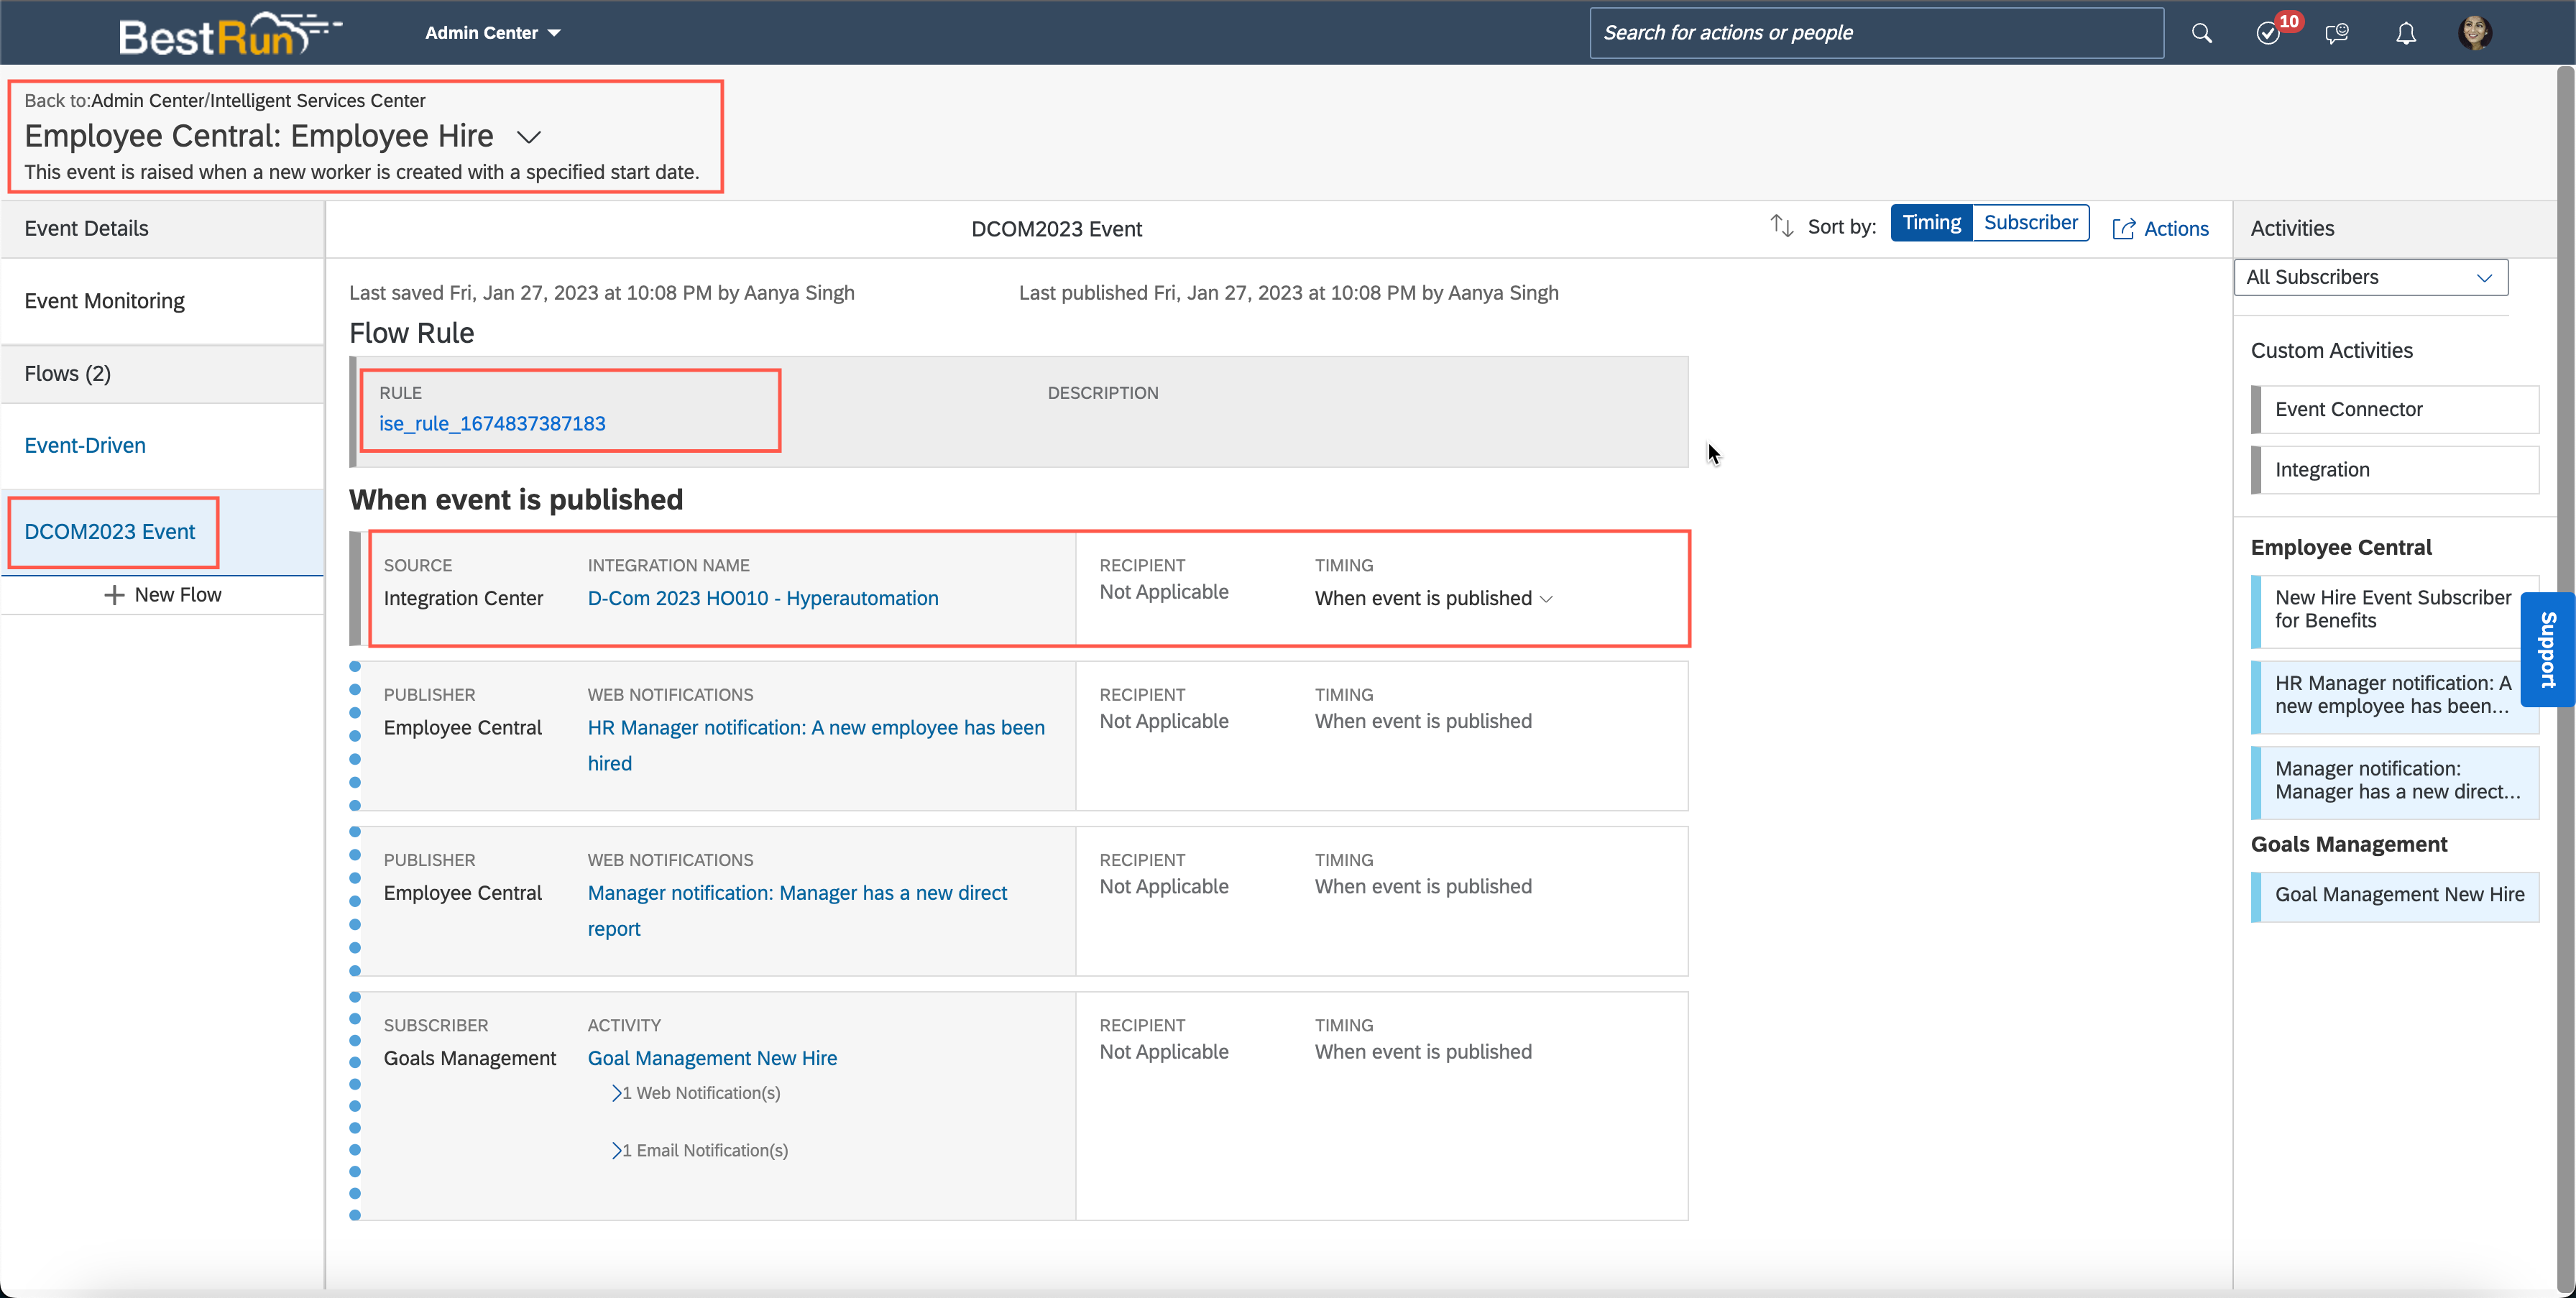 BestRun
Admin Center
Search for actions or people
10
Back to:Admin Center/Intelligent Services Center
Employee Central: Employee Hire
This event is raised when a new worker is created with a specified start date.
Event Details
Event Monitoring
Flows (2)
Event-Driven
DCOM2023 Event
New Flow
DCOM2023 Event
Sort by:
Timing
Subscriber
Actions
Last saved Fri, Jan 27, 2023 at 10:08 PM by Aanya Singh
Last published Fri, Jan 27, 2023 at 10:08 PM by Aanya Singh
Flow Rule
RULE
DESCRIPTION
ise_rule_1674837387183
When event is published
SOURCE
INTEGRATION NAME
RECIPIENT
TIMING
Integration Center
D-Com 2023 HO010 - Hyperautomation
Not Applicable
When event is published
PUBLISHER
WEB NOTIFICATIONS
RECIPIENT
TIMING
Employee Central
HR Manager notification: A new employee has been
hired
Not Applicable
When event is published
PUBLISHER
WEB NOTIFICATIONS
RECIPIENT
TIMING
Employee Central
Manager notification: Manager has a new direct
report
Not Applicable
When event is published
SUBSCRIBER
ACTIVITY
RECIPIENT
TIMING
Goals Management
Goal Management New Hire
Not Applicable
When event is published
1 Web Notification(s)
1 Email Notification(s)
Activities
All Subscribers
Custom Activities
Event Connector
Integration
Employee Central
New Hire Event Subscriber
for Benefits
HR Manager notification: A
new employee has been...
Manager notification:
Manager has a new direct...
Goals Management
Goal Management New Hire
Support